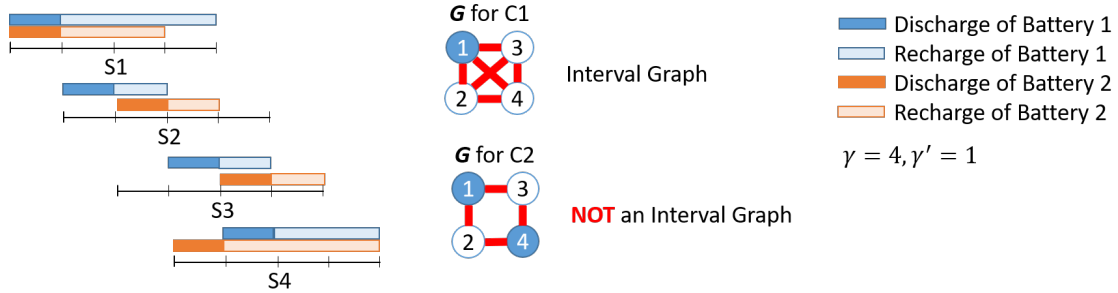 S1
S2
S3
S4
G for C1
1 3
2 4
Interval Graph
G for C2
1 3
2 4
NOT an Interval Graph
Discharge of Battery 1
Recharge of Battery 1
Discharge of Battery 2
Recharge of Battery 2
γ = 4, γ′ = 1